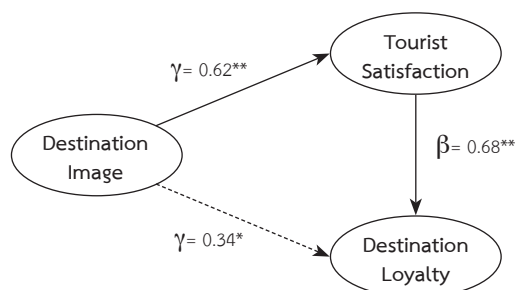 Tourist
Satisfaction
γ= 0.62**
Destination
Image
β= 0.68**
γ= 0.34*
Destination
Loyalty